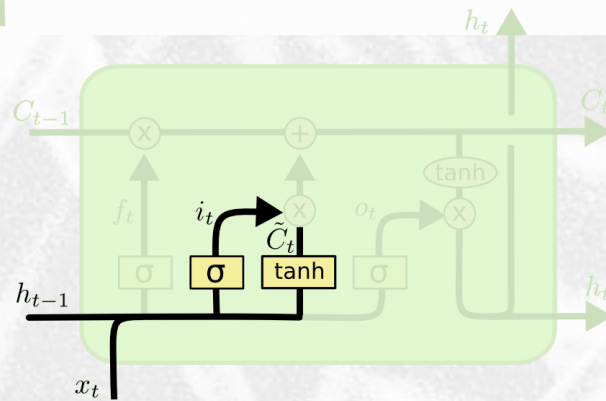 h_t
C_{t-1}
x
+
C_t
tanh
f_t
i_t
x
o_t
x
C̃_t
σ
σ
tanh
σ
h_{t-1}
h_t
x_t